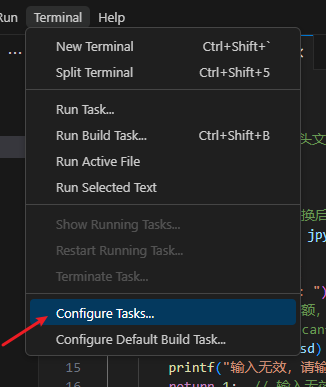 Run Terminal Help
New Terminal Ctrl+Shift+`
Split Terminal Ctrl+Shift+5
头文
Run Task...
Run Build Task... Ctrl+Shift+B
Run Active File
Run Selected Text
换后
jpy
Show Running Tasks...
Restart Running Task...
Terminate Task...
: ")
额,
Configure Tasks...
sd)
Configure Default Build Task...
15 printf("输入无效，请输
16 return 1; // 输入无